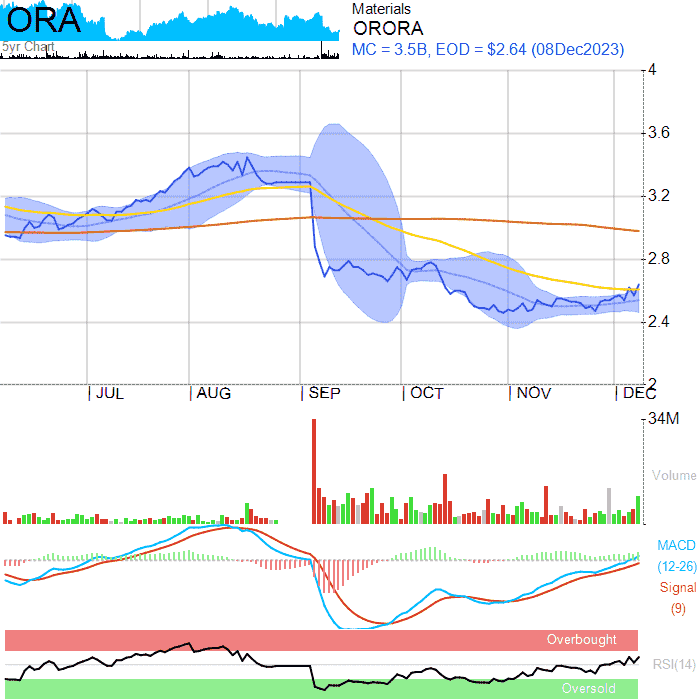 ORA
Materials
ORORA
5yr Chart
MC = 3.5B, EOD = $2.64 (08Dec2023)
4
3.6
3.2
2.8
2.4
2
JUL
AUG
SEP
OCT
NOV
DEC
34M
Volume
MACD
(12-26)
Signal
(9)
Overbought
RSI(14)
Oversold